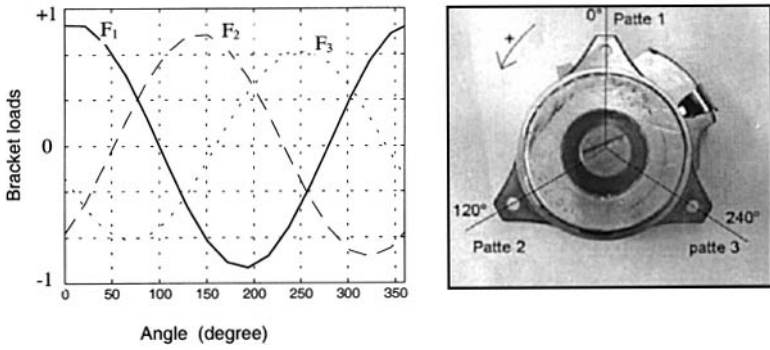 +1
F1
F2
F3
0
-1
Bracket loads
0 50 100 150 200 250 300 350
Angle (degree)
0° Patte 1
+
120°
Patte 2
240°
patte 3